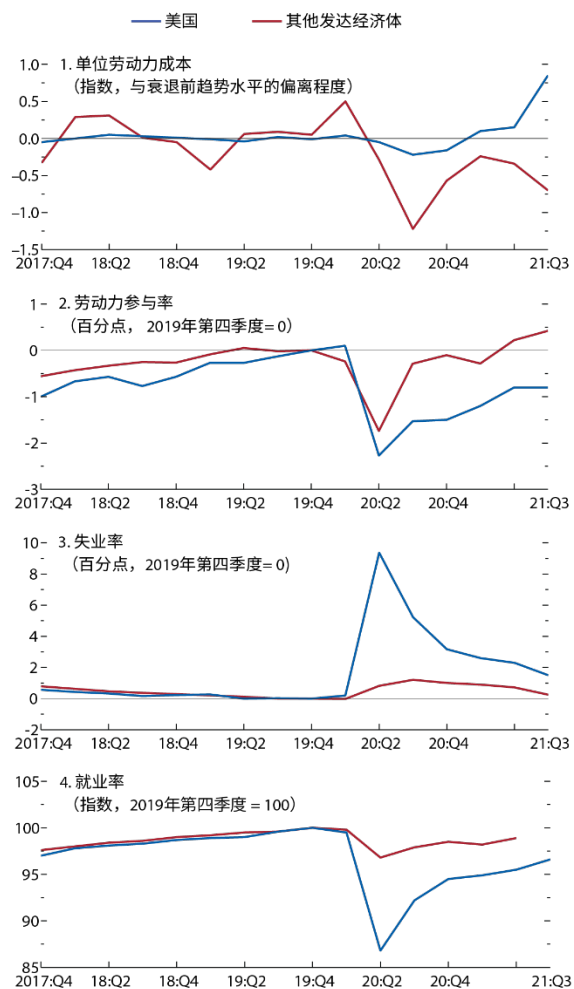 美国 其他发达经济体
1. 单位劳动力成本
（指数，与衰退前趋势水平的偏离程度）
1.0
0.5
0.0
–0.5
–1.0
–1.5
2017:Q4 18:Q2 18:Q4 19:Q2 19:Q4 20:Q2 20:Q4 21:Q3
2. 劳动力参与率
（百分点， 2019年第四季度= 0）
1
0
–1
–2
–3
2017:Q4 18:Q2 18:Q4 19:Q2 19:Q4 20:Q2 20:Q4 21:Q3
3. 失业率
（百分点，2019年第四季度= 0)
10
8
6
4
2
0
–2
2017:Q4 18:Q2 18:Q4 19:Q2 19:Q4 20:Q2 20:Q4 21:Q3
4. 就业率
（指数，2019年第四季度 = 100）
105
100
95
90
85
2017:Q4 18:Q2 18:Q4 19:Q2 19:Q4 20:Q2 20:Q4 21:Q3